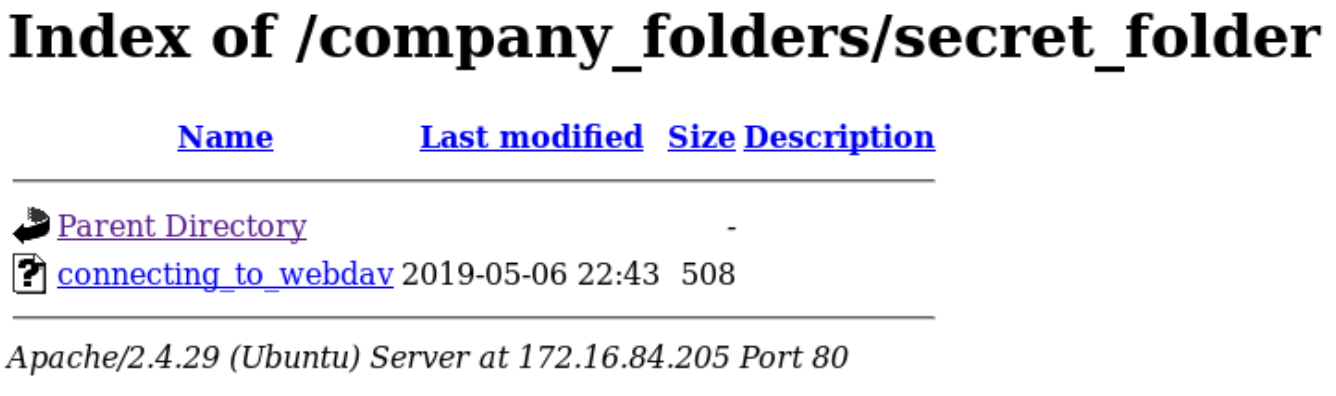 Index of /company_folders/secret_folder
Name Last modified Size Description
Parent Directory -
connecting_to_webdav 2019-05-06 22:43 508
Apache/2.4.29 (Ubuntu) Server at 172.16.84.205 Port 80